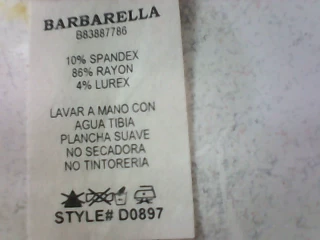 BARBARELLA
B83887786
10% SPANDEX
86% RAYON
4% LUREX
LAVAR A MANO CON
AGUA TIBIA
PLANCHA SUAVE
NO SECADORA
NO TINTORERIA
STYLE# D0897